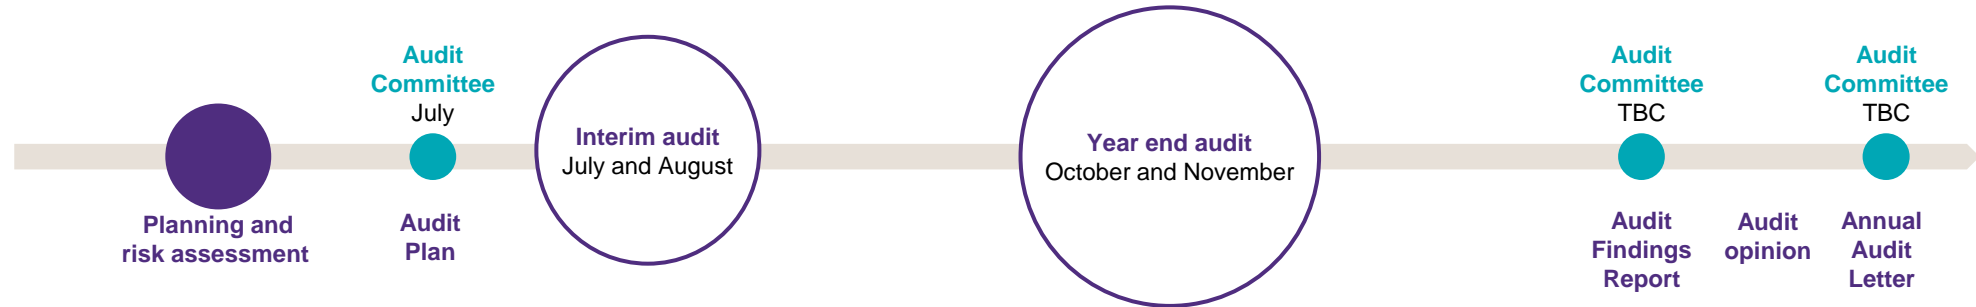 Planning and
risk assessment
Audit
Committee
July
Audit
Plan
Interim audit
July and August
Year end audit
October and November
Audit
Committee
TBC
Audit
Findings
Report
Audit
opinion
Audit
Committee
TBC
Annual
Audit
Letter